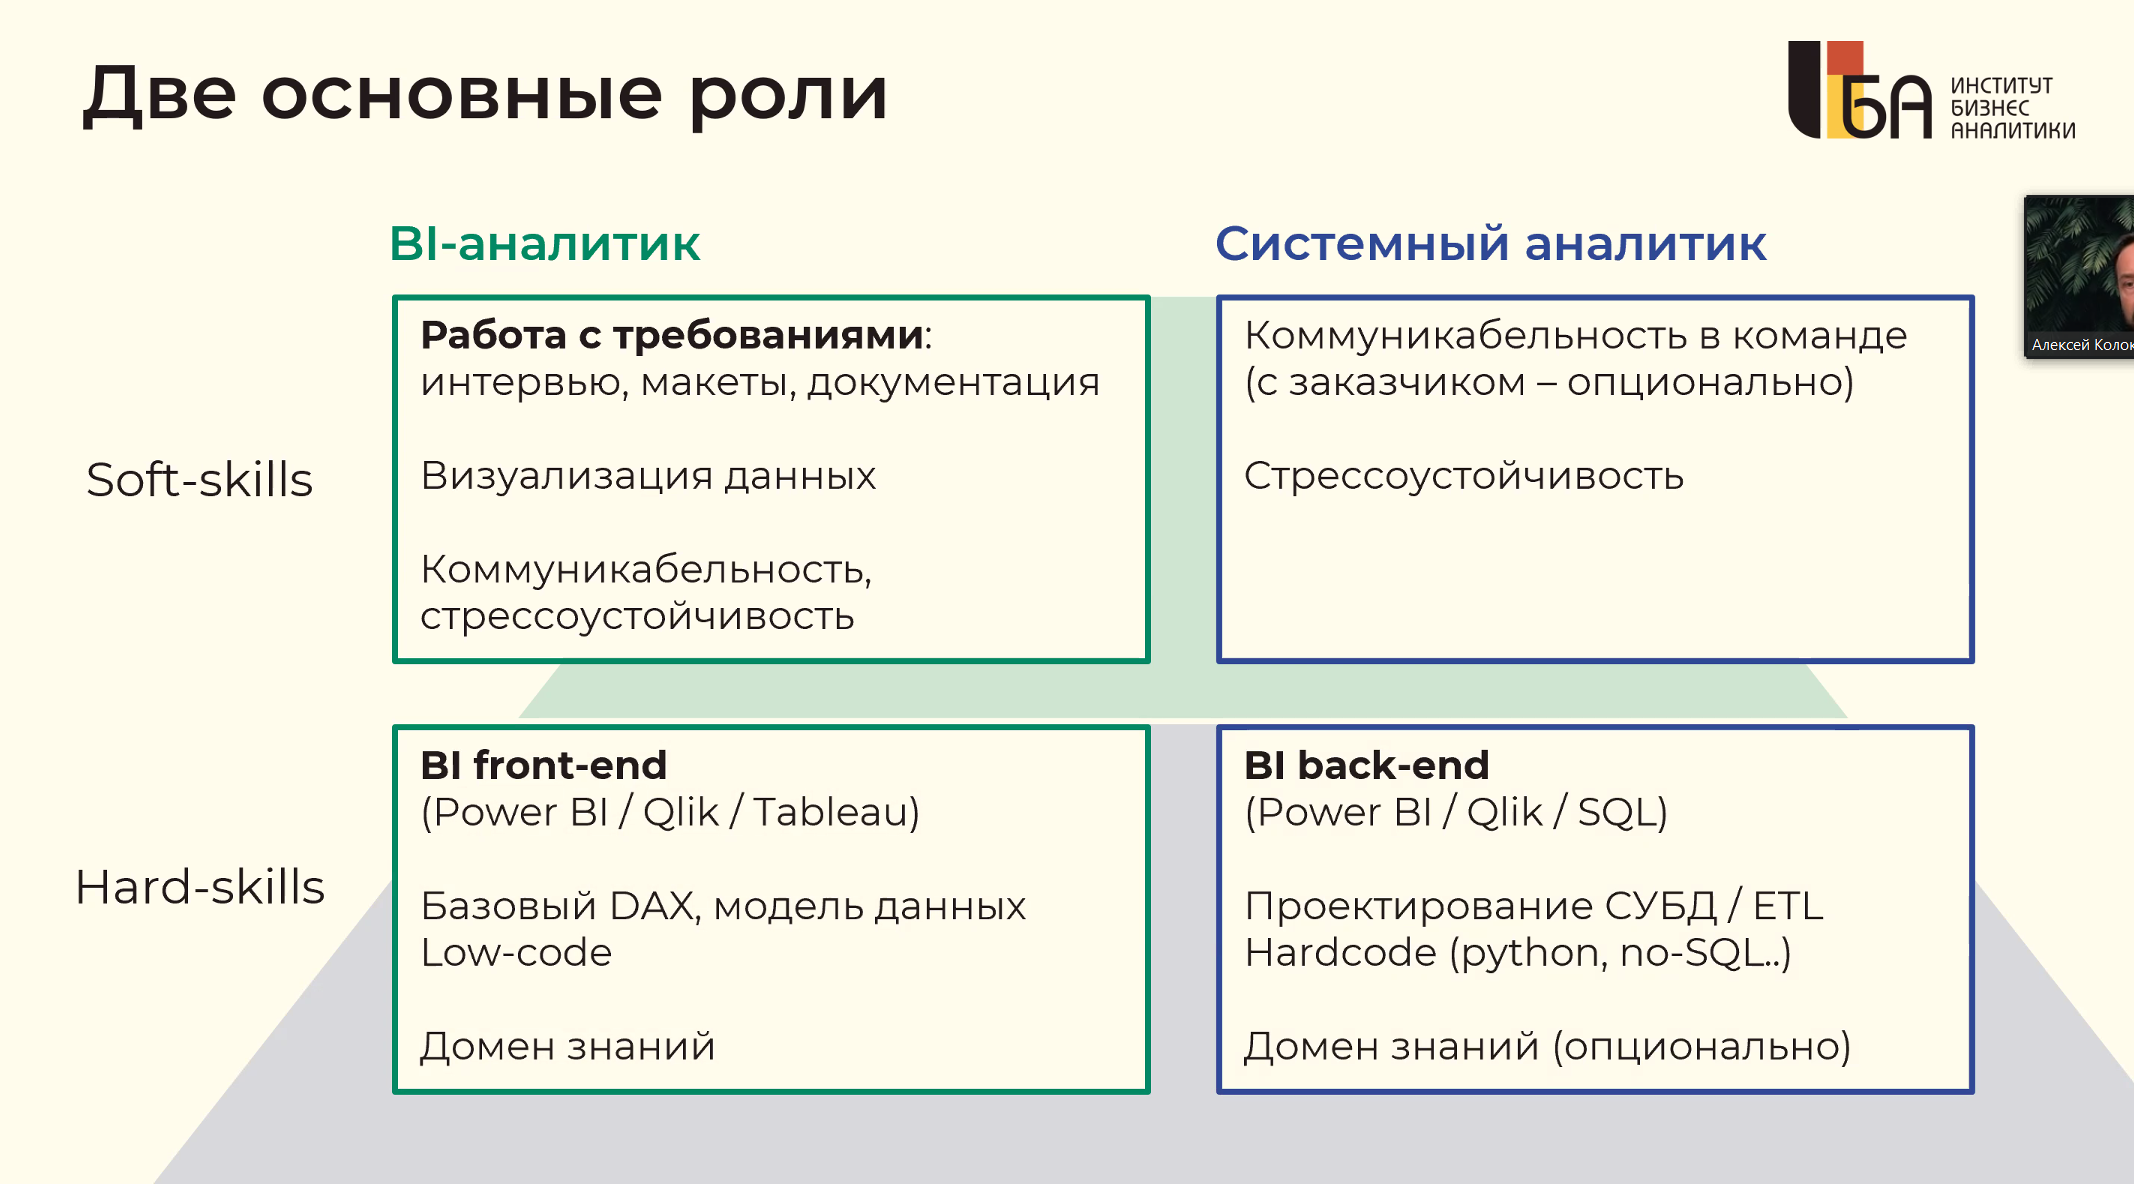 Две основные роли
ИНСТИТУТ
БИЗНЕС
АНАЛИТИКИ
BI-аналитик
Системный аналитик
Soft-skills
Работа с требованиями:
интервью, макеты, документация
Визуализация данных
Коммуникабельность,
стрессоустойчивость
Коммуникабельность в команде
(с заказчиком – опционально)
Стрессоустойчивость
Алексей
Hard-skills
BI front-end
(Power BI / Qlik / Tableau)
Базовый DAX, модель данных
Low-code
Домен знаний
BI back-end
(Power BI / Qlik / SQL)
Проектирование СУБД / ETL
Hardcode (python, no-SQL..)
Домен знаний (опционально)